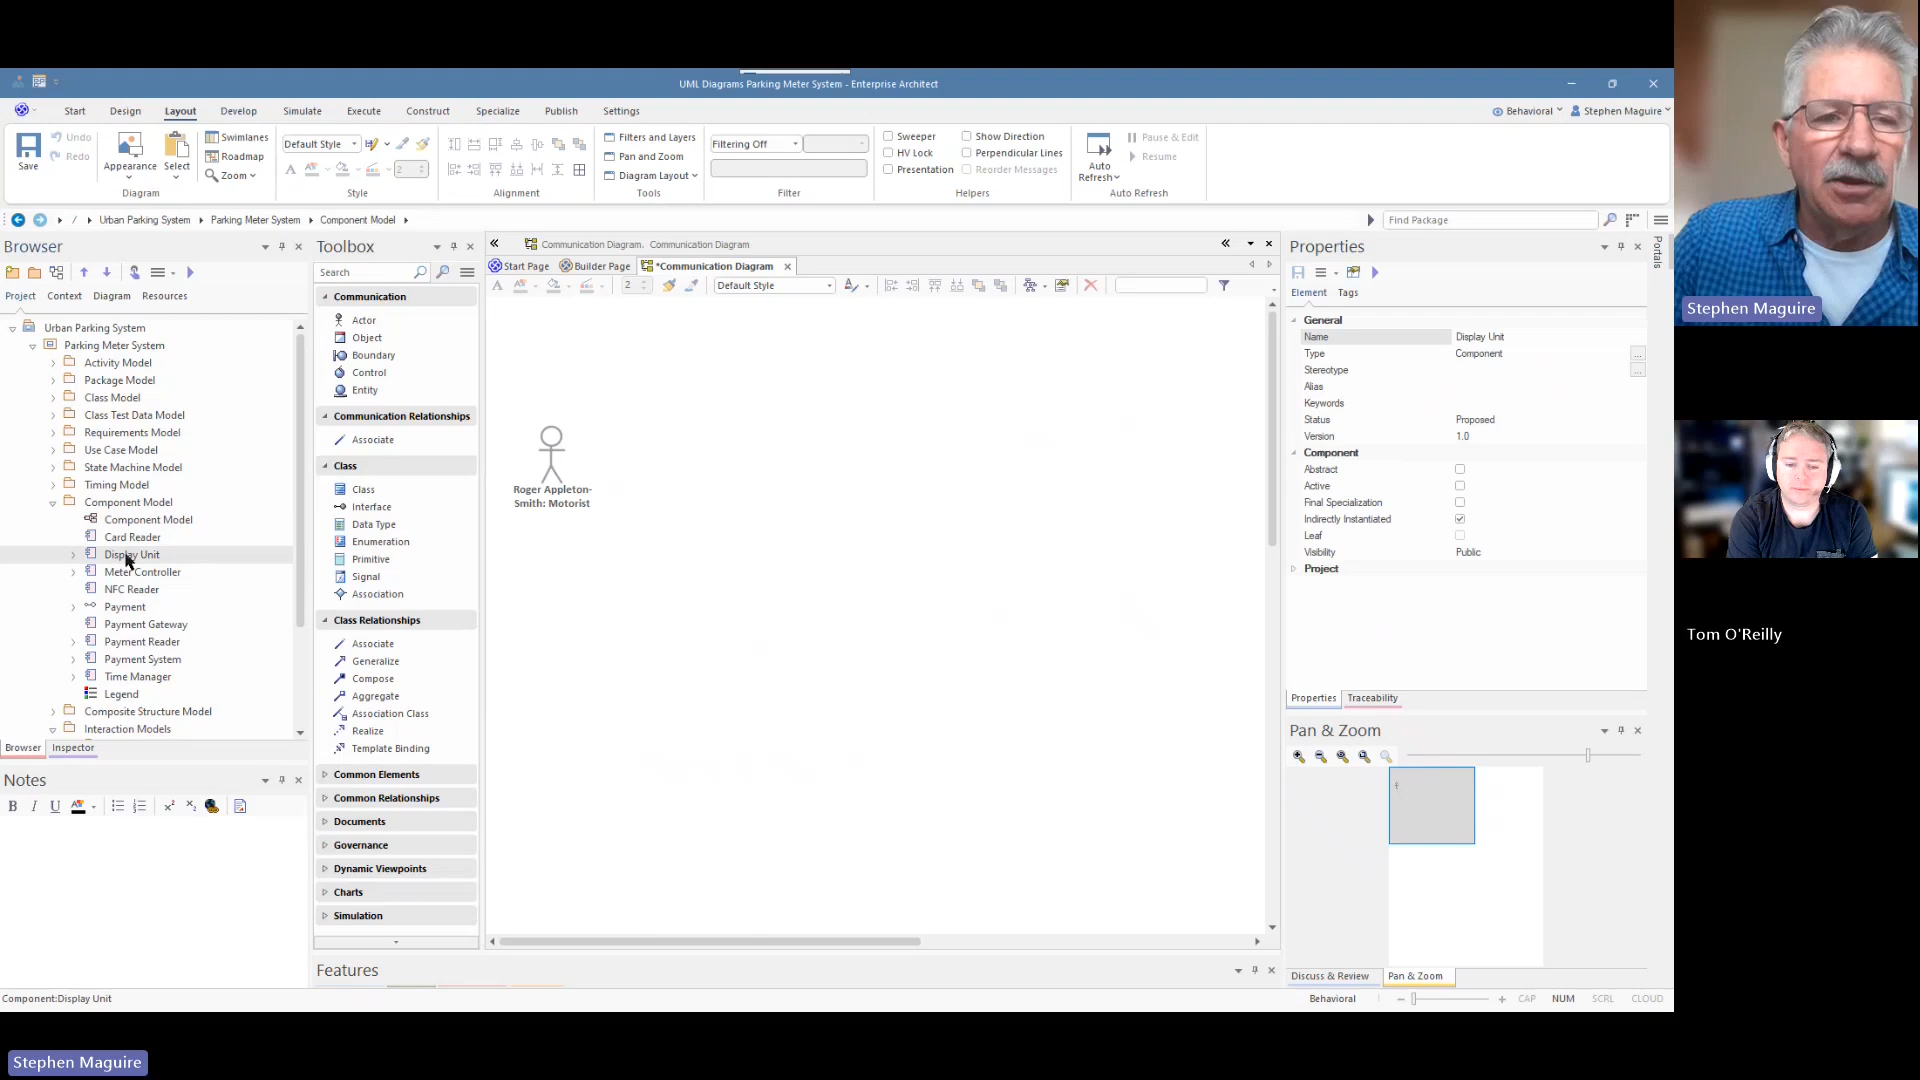 UML Diagrams Parking Meter System - Enterprise Architect
Start Design Layout Develop Simulate Execute Construct Specialize Publish Settings
Behavioral Stephen Maguire
Save
Undo
Redo
Appearance
Select
Swimlanes
Roadmap
Zoom
Diagram
Default Style
2
Style
Alignment
Filters and Layers
Pan and Zoom
Diagram Layout
Tools
Filtering Off
Filter
Sweeper
HV Lock
Presentation
Show Direction
Perpendicular Lines
Reorder Messages
Helpers
Auto
Refresh
Pause & Edit
Resume
Auto Refresh
/ Urban Parking System Parking Meter System Component Model
Find Package
Portals
Browser
Project Context Diagram Resources
Urban Parking System
Parking Meter System
Activity Model
Package Model
Class Model
Class Test Data Model
Requirements Model
Use Case Model
State Machine Model
Timing Model
Component Model
Component Model
Card Reader
Display Unit
Meter Controller
NFC Reader
Payment
Payment Gateway
Payment Reader
Payment System
Time Manager
Legend
Composite Structure Model
Interaction Models
Browser Inspector
Notes
B I U
Component:Display Unit
Toolbox
Search
Communication
Actor
Object
Boundary
Control
Entity
Communication Relationships
Associate
Class
Class
Interface
Data Type
Enumeration
Primitive
Signal
Association
Class Relationships
Associate
Generalize
Compose
Aggregate
Association Class
Realize
Template Binding
Common Elements
Common Relationships
Documents
Governance
Dynamic Viewpoints
Charts
Simulation
Communication Diagram. Communication Diagram
Start Page Builder Page *Communication Diagram
2 Default Style
Roger Appleton-
Smith: Motorist
Features
Properties
Element Tags
General
Name Display Unit
Type Component
Stereotype
Alias
Keywords
Status Proposed
Version 1.0
Component
Abstract
Active
Final Specialization
Indirectly Instantiated
Leaf
Visibility Public
Project
Properties Traceability
Pan & Zoom
Discuss & Review Pan & Zoom
Behavioral CAP NUM SCRL CLOUD
Stephen Maguire
Tom O'Reilly
Stephen Maguire